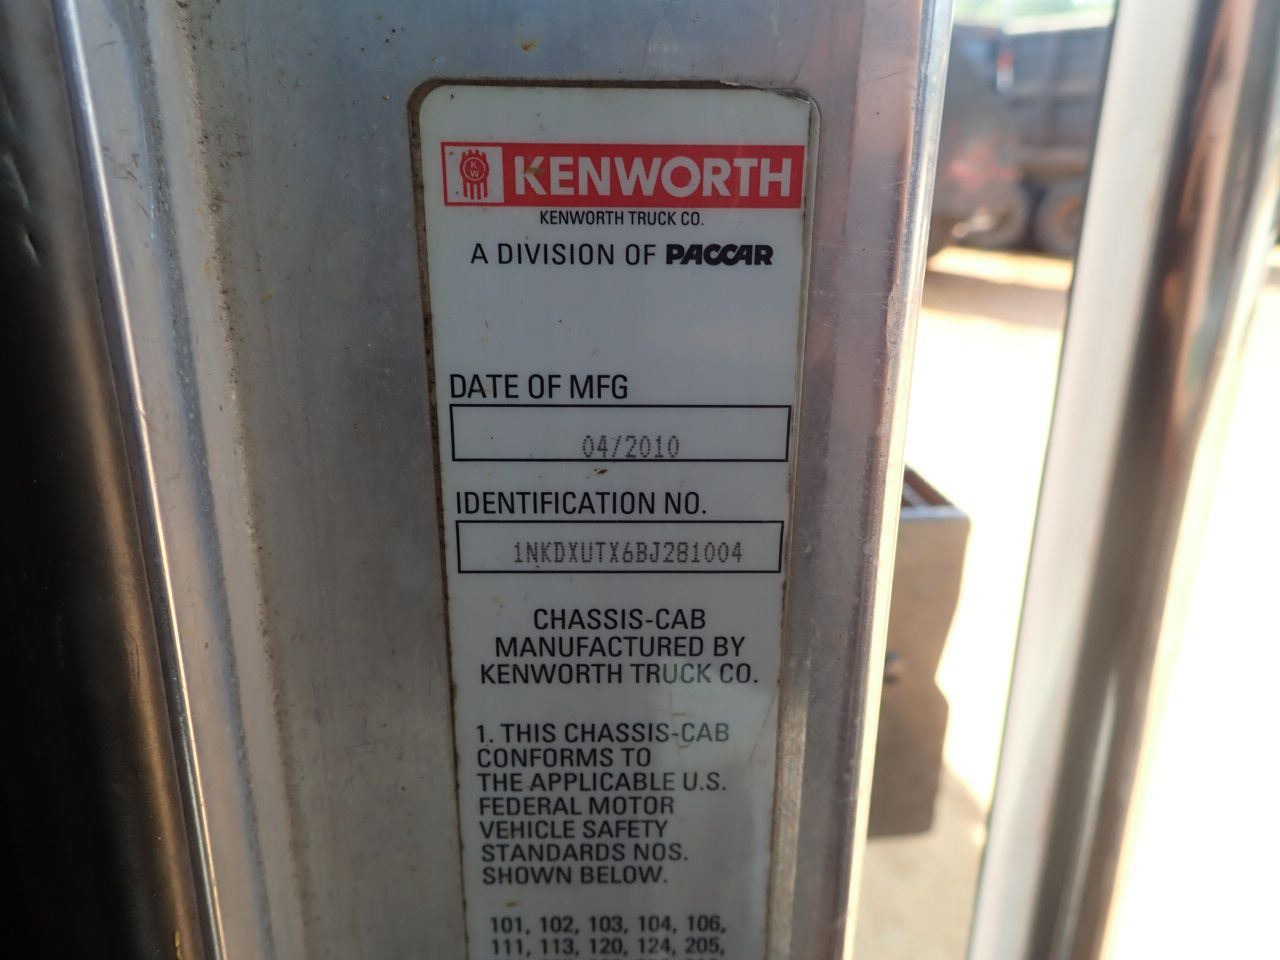 KW KENWORTH
KENWORTH TRUCK CO.
A DIVISION OF PACCAR
DATE OF MFG
04/2010
IDENTIFICATION NO.
1NKDXUTX6BJ281004
CHASSIS-CAB
MANUFACTURED BY
KENWORTH TRUCK CO.
1. THIS CHASSIS-CAB
CONFORMS TO
THE APPLICABLE U.S.
FEDERAL MOTOR
VEHICLE SAFETY
STANDARDS NOS.
SHOWN BELOW.
101, 102, 103, 104, 106,
111, 113, 120, 124, 205,